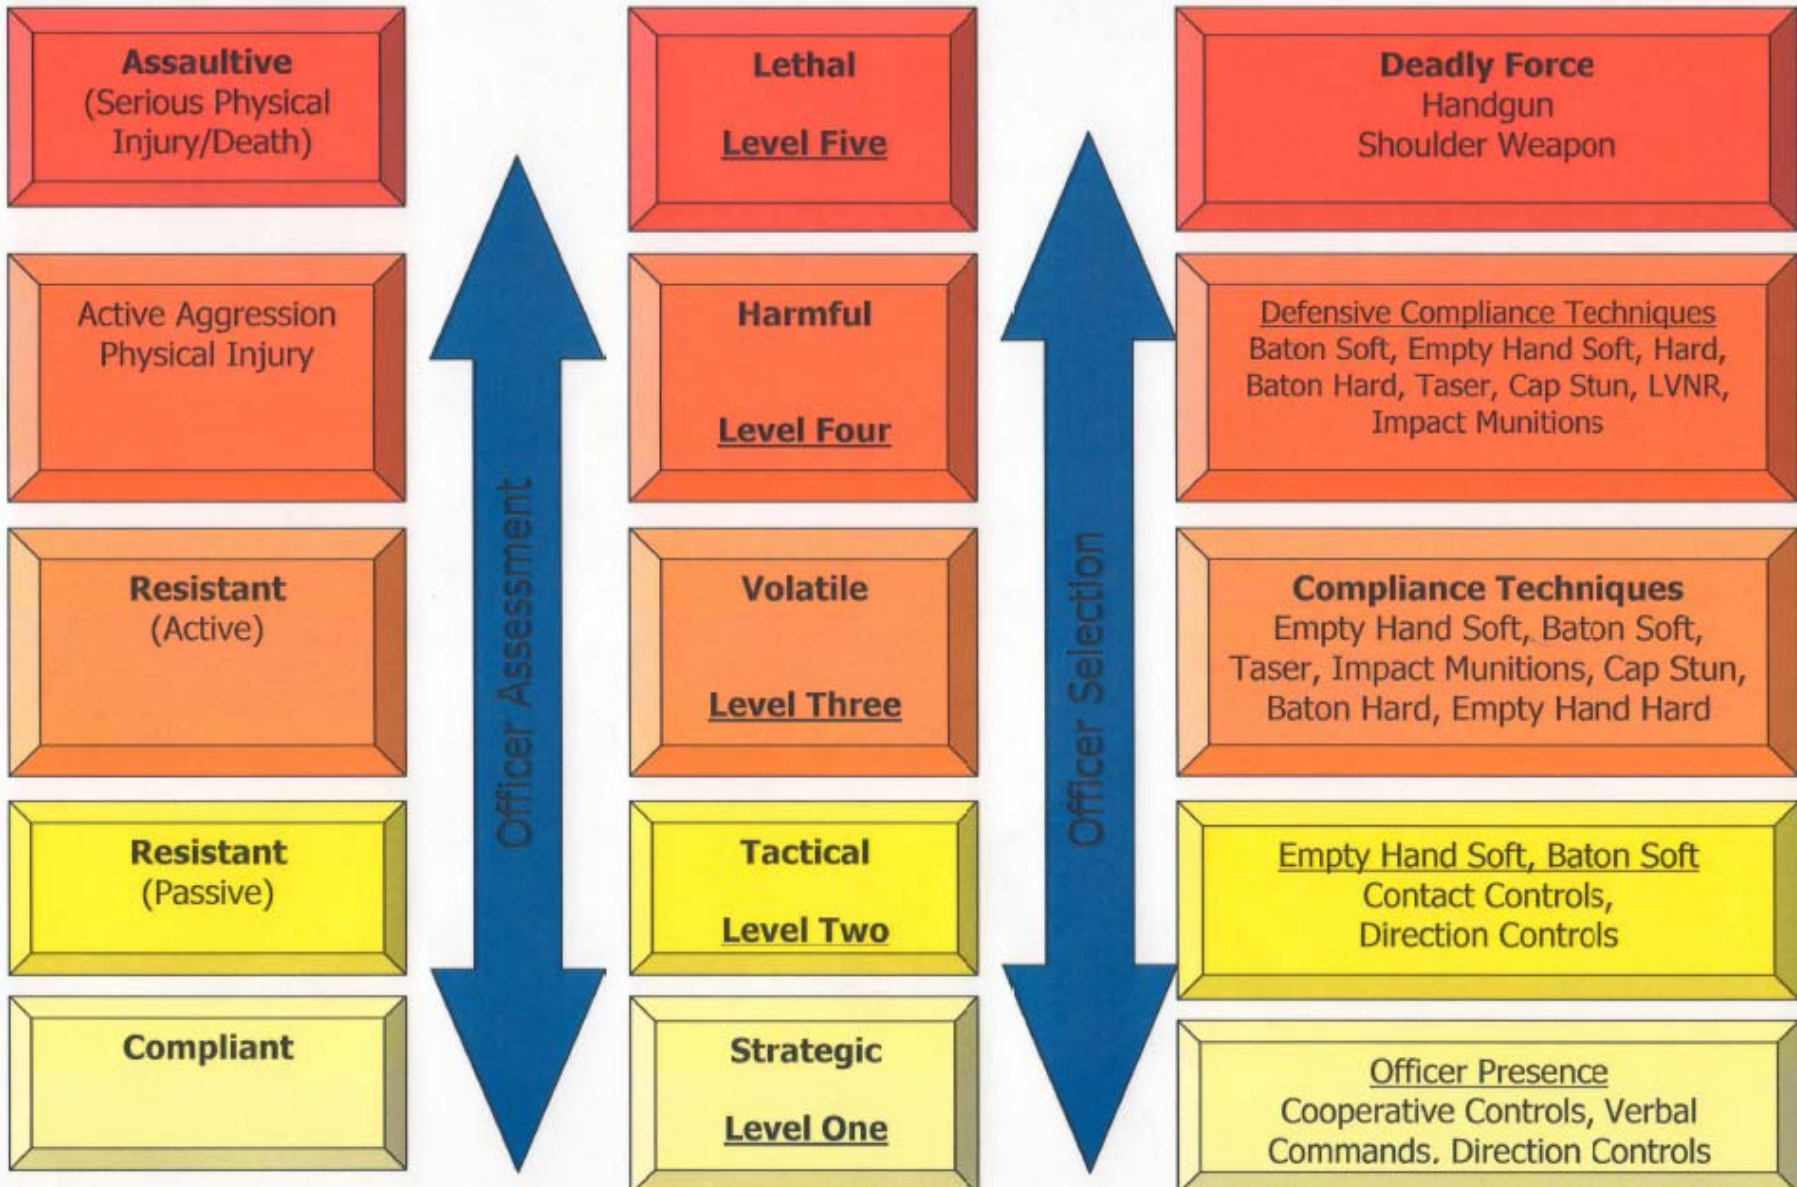 Assaultive
(Serious Physical
Injury/Death)
Lethal
Level Five
Deadly Force
Handgun
Shoulder Weapon
Active Aggression
Physical Injury
Harmful
Level Four
Defensive Compliance Techniques
Baton Soft, Empty Hand Soft, Hard,
Baton Hard, Taser, Cap Stun, LVNR,
Impact Munitions
Officer Assessment
Officer Selection
Resistant
(Active)
Volatile
Level Three
Compliance Techniques
Empty Hand Soft, Baton Soft,
Taser, Impact Munitions, Cap Stun,
Baton Hard, Empty Hand Hard
Resistant
(Passive)
Tactical
Level Two
Empty Hand Soft, Baton Soft
Contact Controls,
Direction Controls
Compliant
Strategic
Level One
Officer Presence
Cooperative Controls, Verbal
Commands. Direction Controls